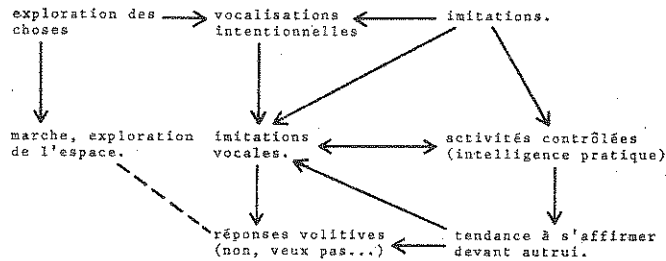 exploration des
choses
vocalisations
intentionnelles
imitations.
marche, exploration
de l'espace.
imitations
vocales.
activités contrôlées
(intelligence pratique)
réponses volitives
(non, veux pas...)
tendance à s'affirmer
devant autrui.